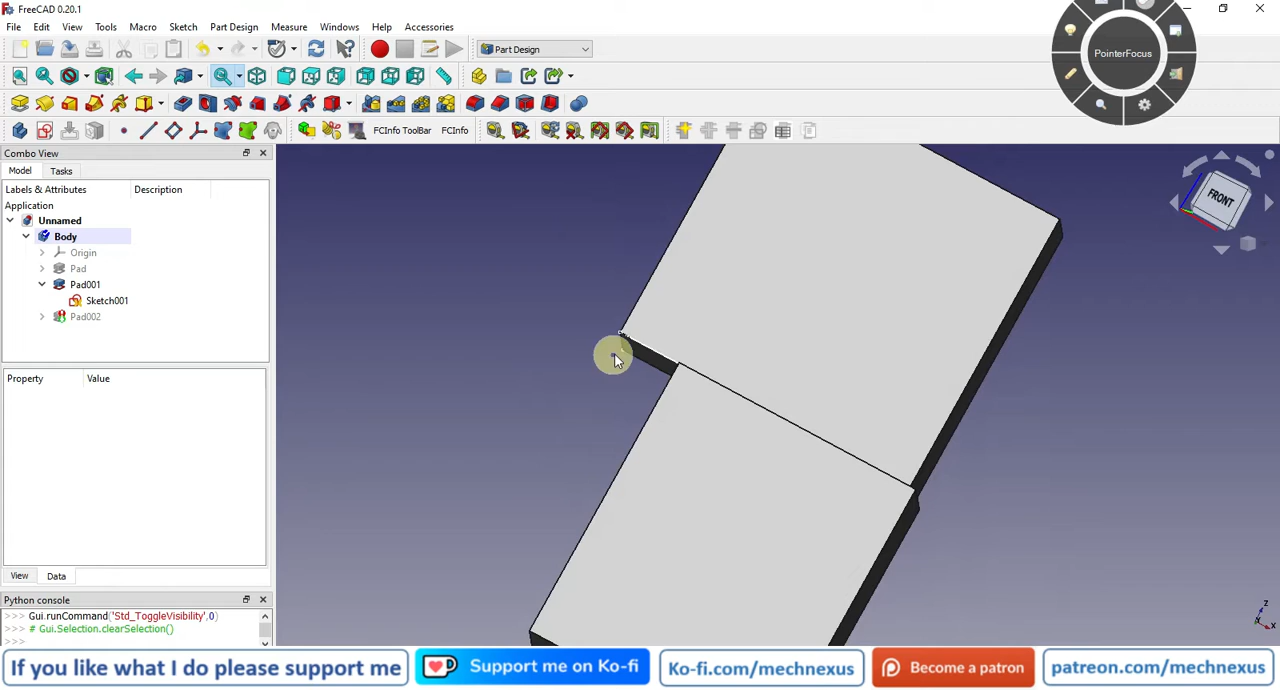 FreeCAD 0.20.1
File Edit View Tools Macro Sketch Part Design Measure Windows Help Accessories
Part Design
PointerFocus
FCInfo ToolBar FCInfo
Combo View
Model Tasks
Labels & Attributes Description
Application
Unnamed
Body
Origin
Pad
Pad001
Sketch001
Pad002
Property Value
View Data
Python console
>>> Gui.runCommand('Std_ToggleVisibility',0)
>>> # Gui.Selection.clearSelection()
>>>
FRONT
Z
Y
X
If you like what I do please support me
Support me on Ko-fi
Ko-fi.com/mechnexus
Become a patron
patreon.com/mechnexus